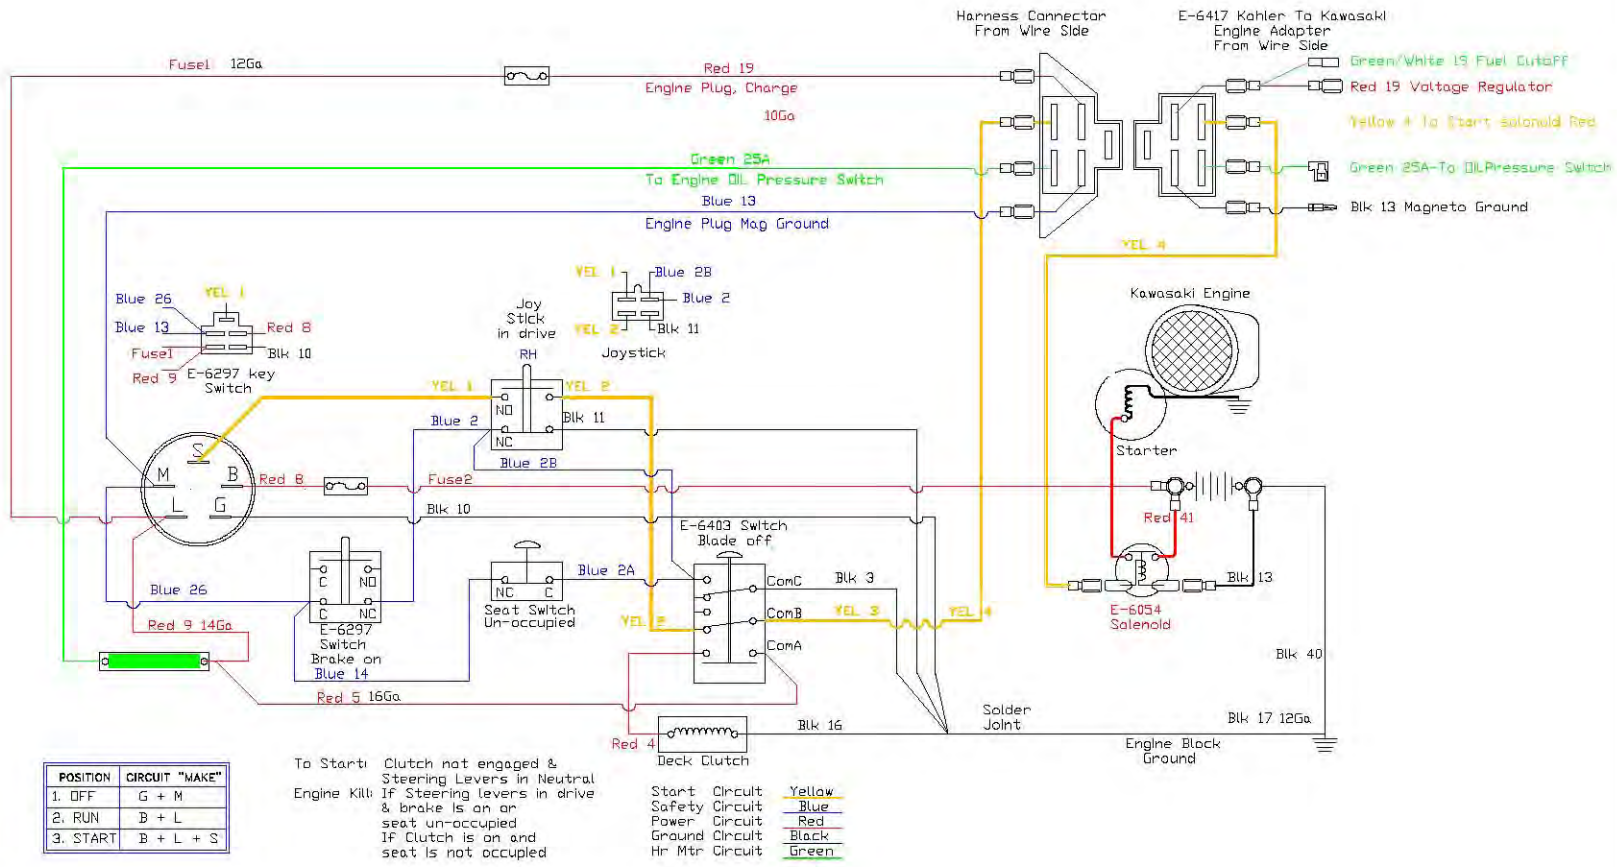 Harness Connector
From Wire Side
E-6417 Kohler To Kawasaki
Engine Adapter
From Wire Side
Fuse1 12Ga
Red 19
Engine Plug, Charge
10Ga
Green/White 19 Fuel Cutoff
Red 19 Voltage Regulator
Yellow 4 To Start solonoid Red
Green 25A
To Engine OIL Pressure Switch
Green 25A-To OILPressure Switch
Blue 13
Engine Plug Mag Ground
Blk 13 Magneto Ground
YEL 4
Kawasaki Engine
Starter
Blue 26
YEL 1
Blue 13
Red 8
Fuse1
Blk 10
Red 9
E-6297 key
Switch
Joy
Stick
in drive
RH
YEL 1
Blue 2B
Blue 2
YEL 2
Blk 11
Joystick
YEL 1
YEL 2
NO
Blue 2
Blk 11
NC
Blue 2B
S
M
B
L
G
Red 8
Fuse2
Blk 10
Red 41
E-6403 Switch
Blade off
C
NO
C
NC
Blue 26
E-6297
Switch
Brake on
Blue 14
NC
C
Blue 2A
Seat Switch
Un-occupied
ComC
Blk 3
ComB
YEL 3
YEL 4
YEL 2
ComA
Blk 13
E-6054
Solenoid
Red 9 14Ga
Red 5 16Ga
Blk 40
Red 4
Blk 16
Deck Clutch
Solder
Joint
Blk 17 12Ga
Engine Block
Ground
POSITION CIRCUIT "MAKE"
1. OFF G + M
2. RUN B + L
3. START B + L + S
To Start: Clutch not engaged &
Steering Levers in Neutral
Engine Kill: If Steering levers in drive
& brake is on or
seat un-occupied
If Clutch is on and
seat is not occupied
Start Circuit Yellow
Safety Circuit Blue
Power Circuit Red
Ground Circuit Black
Hr Mtr Circuit Green